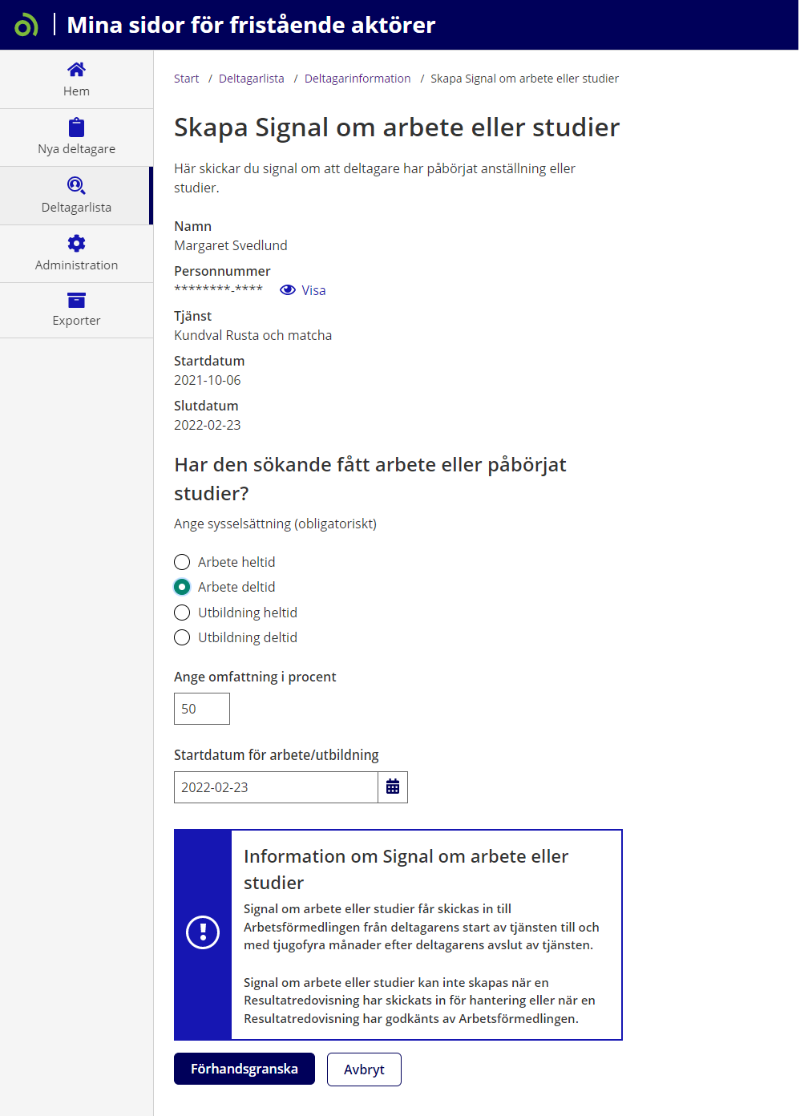 Mina sidor för fristående aktörer
Hem
Nya deltagare
Deltagarlista
Administration
Exporter
Start / Deltagarlista / Deltagarinformation / Skapa Signal om arbete eller studier
Skapa Signal om arbete eller studier
Här skickar du signal om att deltagare har påbörjat anställning eller
studier.
Namn
Margaret Svedlund
Personnummer
********-**** Visa
Tjänst
Kundval Rusta och matcha
Startdatum
2021-10-06
Slutdatum
2022-02-23
Har den sökande fått arbete eller påbörjat
studier?
Ange sysselsättning (obligatoriskt)
Arbete heltid
Arbete deltid
Utbildning heltid
Utbildning deltid
Ange omfattning i procent
50
Startdatum för arbete/utbildning
2022-02-23
Information om Signal om arbete eller
studier
Signal om arbete eller studier får skickas in till
Arbetsförmedlingen från deltagarens start av tjänsten till och
med tjugofyra månader efter deltagarens avslut av tjänsten.
Signal om arbete eller studier kan inte skapas när en
Resultatredovisning har skickats in för hantering eller när en
Resultatredovisning har godkänts av Arbetsförmedlingen.
Förhandsgranska
Avbryt